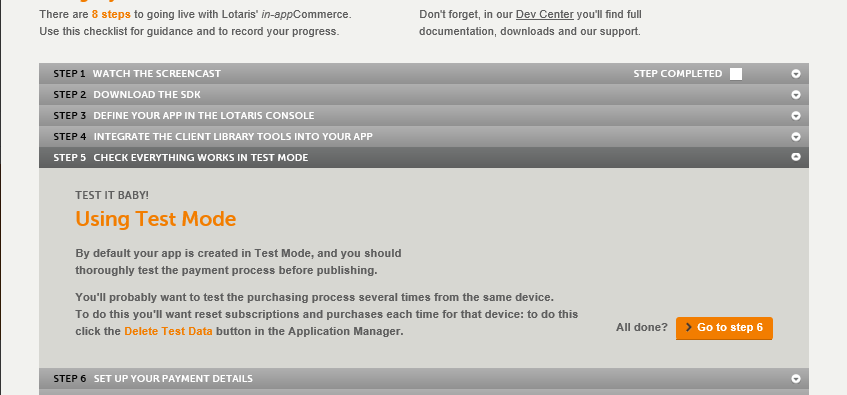 There are 8 steps to going live with Lotaris' in-appCommerce.
Use this checklist for guidance and to record your progress.
Don't forget, in our Dev Center you'll find full
documentation, downloads and our support.
STEP 1 WATCH THE SCREENCAST STEP COMPLETED
STEP 2 DOWNLOAD THE SDK
STEP 3 DEFINE YOUR APP IN THE LOTARIS CONSOLE
STEP 4 INTEGRATE THE CLIENT LIBRARY TOOLS INTO YOUR APP
STEP 5 CHECK EVERYTHING WORKS IN TEST MODE
TEST IT BABY!
Using Test Mode
By default your app is created in Test Mode, and you should
thoroughly test the payment process before publishing.
You'll probably want to test the purchasing process several times from the same device.
To do this you'll want reset subscriptions and purchases each time for that device: to do this
click the Delete Test Data button in the Application Manager.
All done? Go to step 6
STEP 6 SET UP YOUR PAYMENT DETAILS